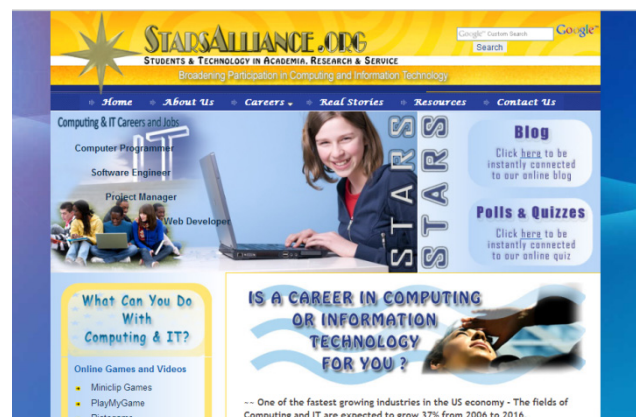 STARSALLIANCE.ORG
STUDENTS & TECHNOLOGY IN ACADEMIA, RESEARCH & SERVICE
Broadening Participation in Computing and Information Technology
Google™ Custom Search
Google™
Search
Home About Us Careers Real Stories Resources Contact Us
Computing & IT Careers and Jobs
IT
Computer Programmer
Software Engineer
Project Manager
Web Developer
STARS
STARS
Blog
Click here to be
instantly connected
to our online blog
Polls & Quizzes
Click here to be
instantly connected
to our online quiz
What Can You Do
With
Computing & IT?
Online Games and Videos
Miniclip Games
PlayMyGame
IS A CAREER IN COMPUTING
OR INFORMATION
TECHNOLOGY
FOR YOU ?
~~ One of the fastest growing industries in the US economy - The fields of
Computing and IT are expected to grow 37% from 2006 to 2016.